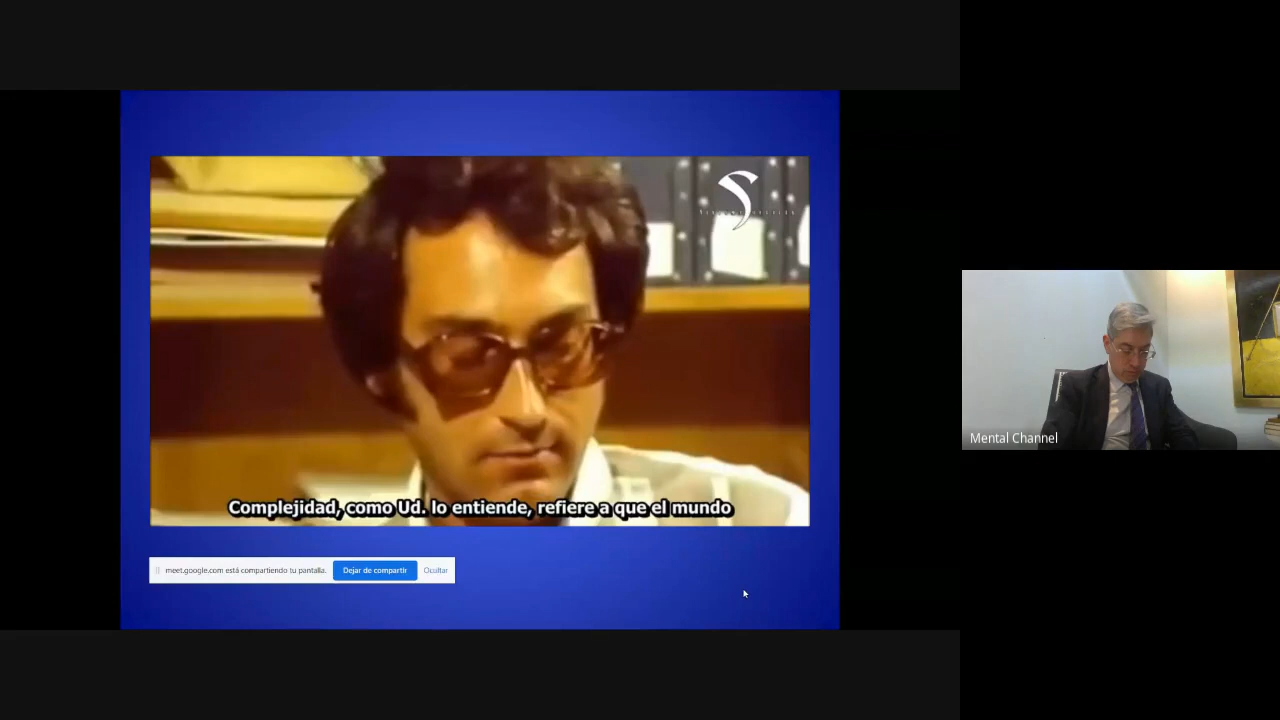 Complejidad, como Ud. lo entiende, refiere a que el mundo
meet.google.com está compartiendo tu pantalla. Dejar de compartir Ocultar
Mental Channel